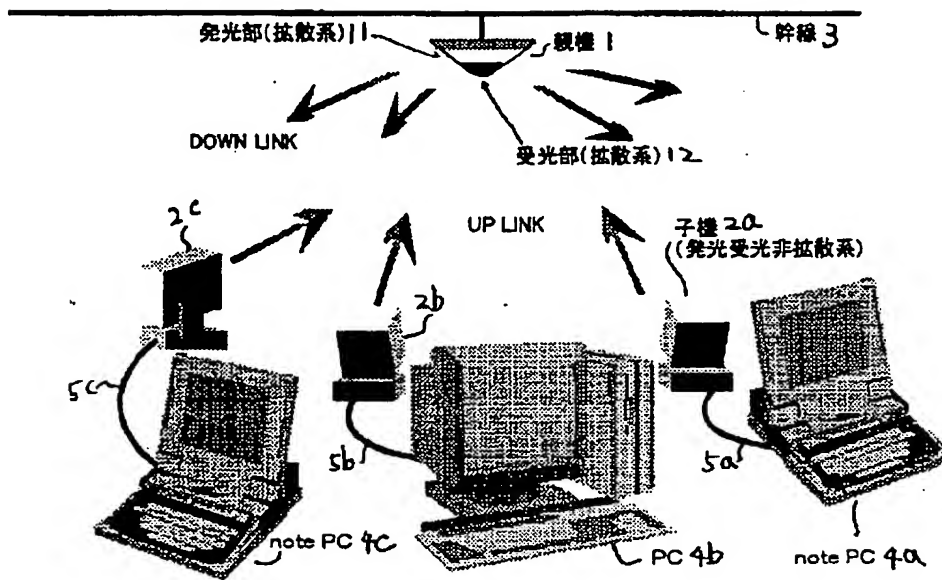 発光部(拡散系)11
親機1
幹線3
DOWN LINK
受光部(拡散系)12
2c
UP LINK
子機2a
((発光受光非拡散系)
2b
5c
5b
5a
note PC 4c
PC 4b
note PC 4a